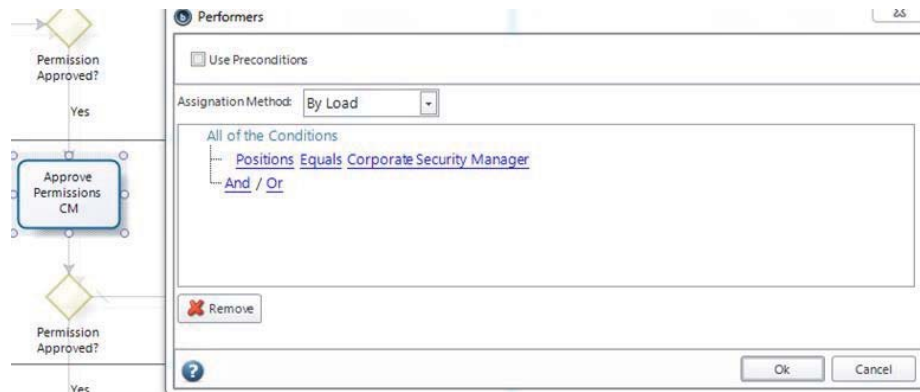 Permission
Approved?
Yes
Approve
Permissions
CM
Permission
Approved?
Yes
Performers
Use Preconditions
Assignation Method: By Load
All of the Conditions
Positions Equals Corporate Security Manager
And / Or
Remove
Ok Cancel